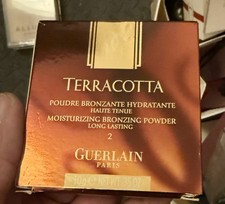 TERRACOTTA
POUDRE BRONZANTE HYDRATANTE
HAUTE TENUE
MOISTURIZING BRONZING POWDER
LONG LASTING
2
GUERLAIN
PARIS